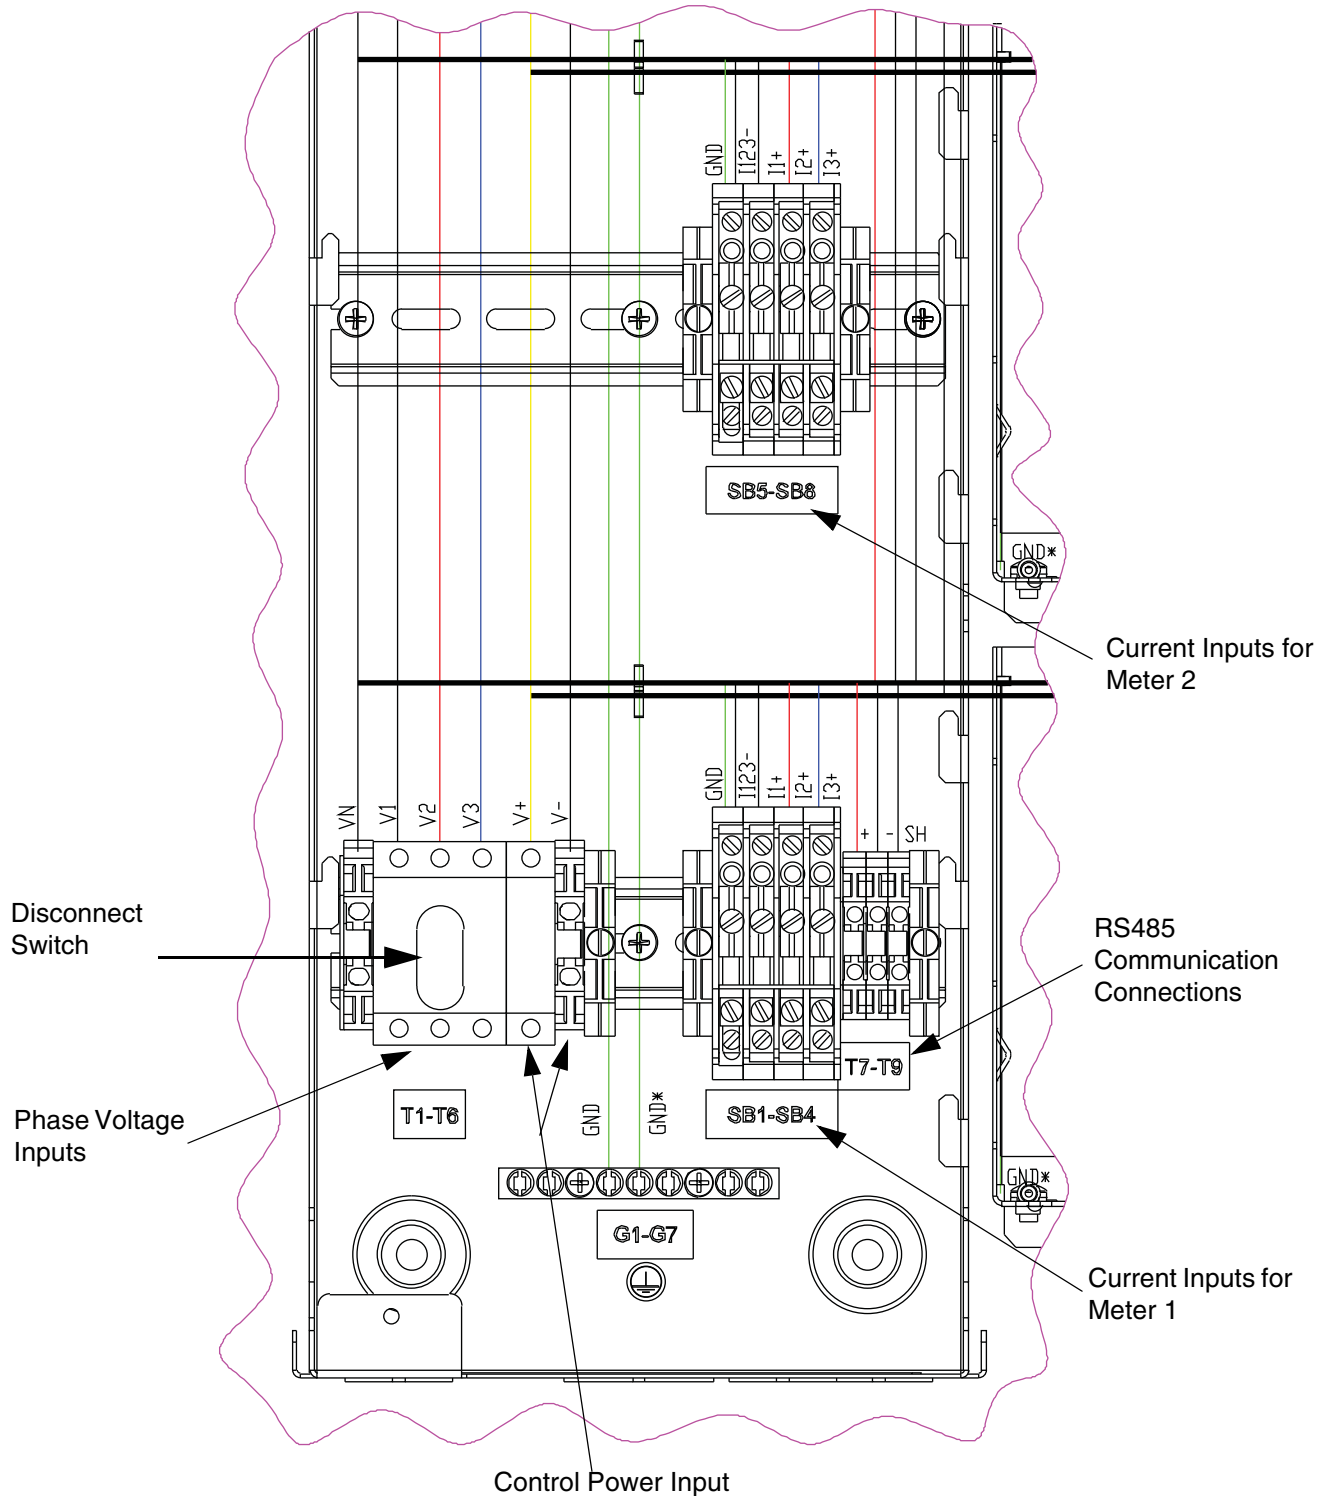 GND
I123-
I1+
I2+
I3+
SB5-SB8
GND*
Current Inputs for
Meter 2
GND
I123-
I1+
I2+
I3+
VN
V1
V2
V3
V+
V-
+
-
SH
Disconnect
Switch
RS485
Communication
Connections
T7-T9
Phase Voltage
Inputs
T1-T6
GND
GND*
SB1-SB4
GND*
G1-G7
Current Inputs for
Meter 1
Control Power Input